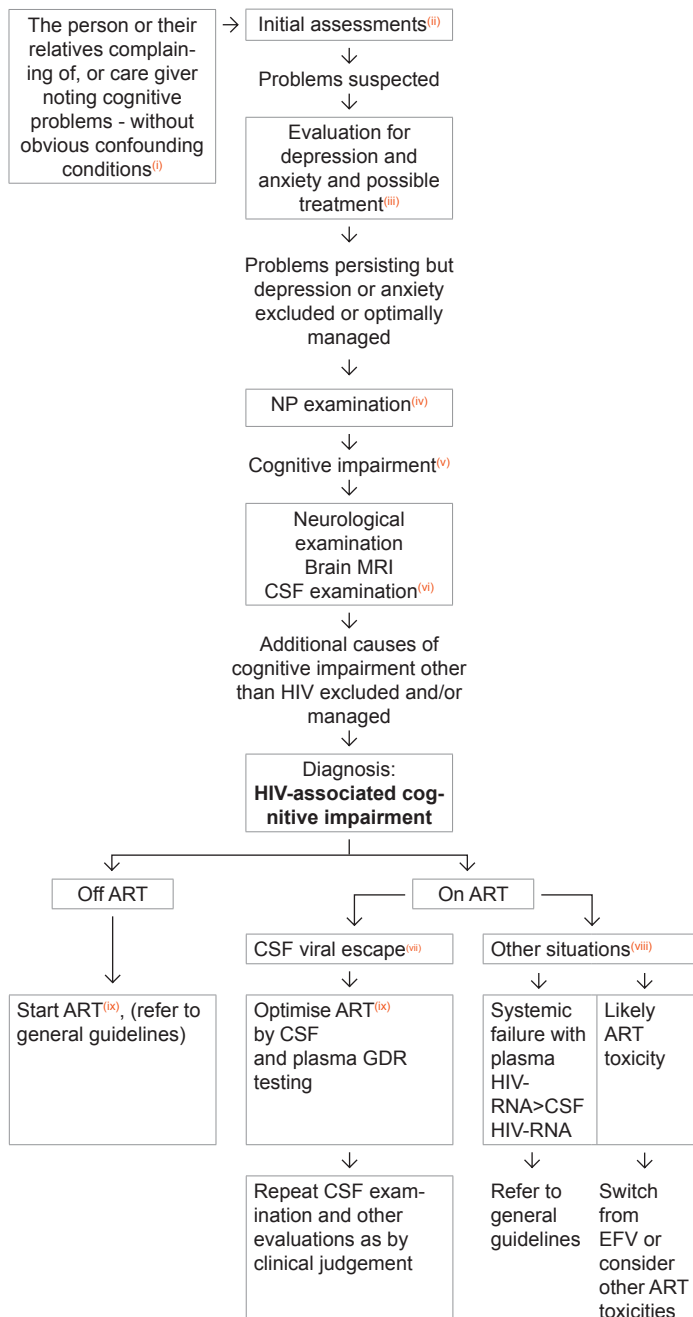 The person or their
relatives complain-
ing of, or care giver
noting cognitive
problems - without
obvious confounding
conditions(i)
Initial assessments(ii)
Problems suspected
Evaluation for
depression and
anxiety and possible
treatment(iii)
Problems persisting but
depression or anxiety
excluded or optimally
managed
NP examination(iv)
Cognitive impairment(v)
Neurological
examination
Brain MRI
CSF examination(vi)
Additional causes of
cognitive impairment other
than HIV excluded and/or
managed
Diagnosis:
HIV-associated cog-
nitive impairment
Off ART
On ART
Start ART(ix), (refer to
general guidelines)
CSF viral escape(vii)
Optimise ART(ix)
by CSF
and plasma GDR
testing
Repeat CSF exam-
ination and other
evaluations as by
clinical judgement
Other situations(viii)
Systemic
failure with
plasma
HIV-
RNA>CSF
HIV-RNA
Refer to
general
guidelines
Likely
ART
toxicity
Switch
from
EFV or
consider
other ART
toxicities